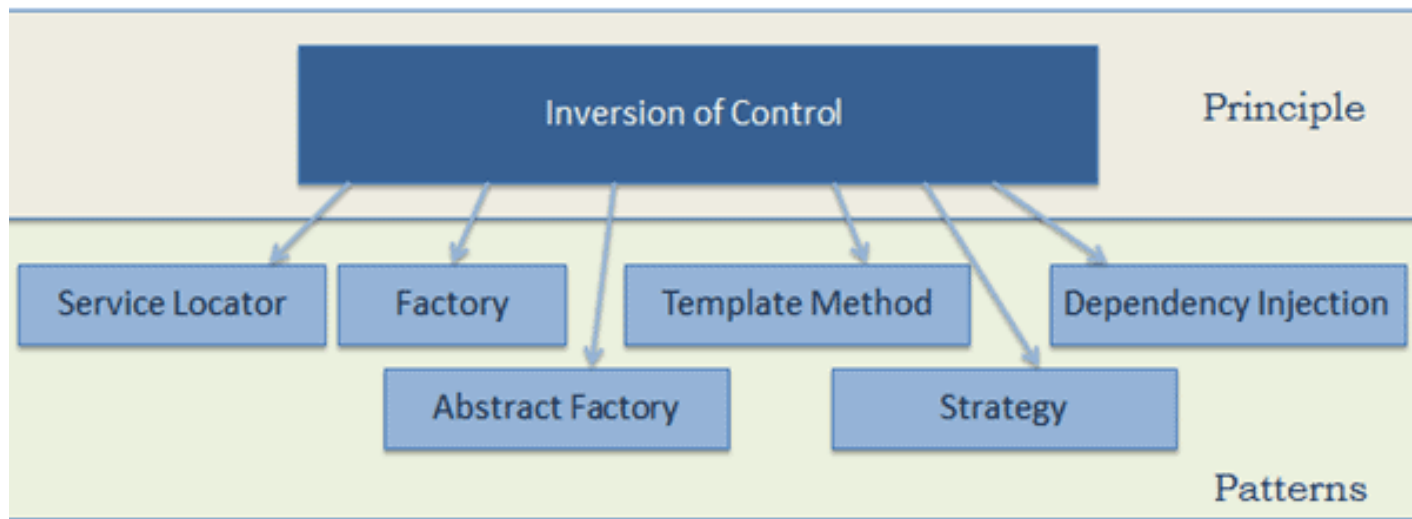 Inversion of Control
Principle
Service Locator
Factory
Template Method
Dependency Injection
Abstract Factory
Strategy
Patterns